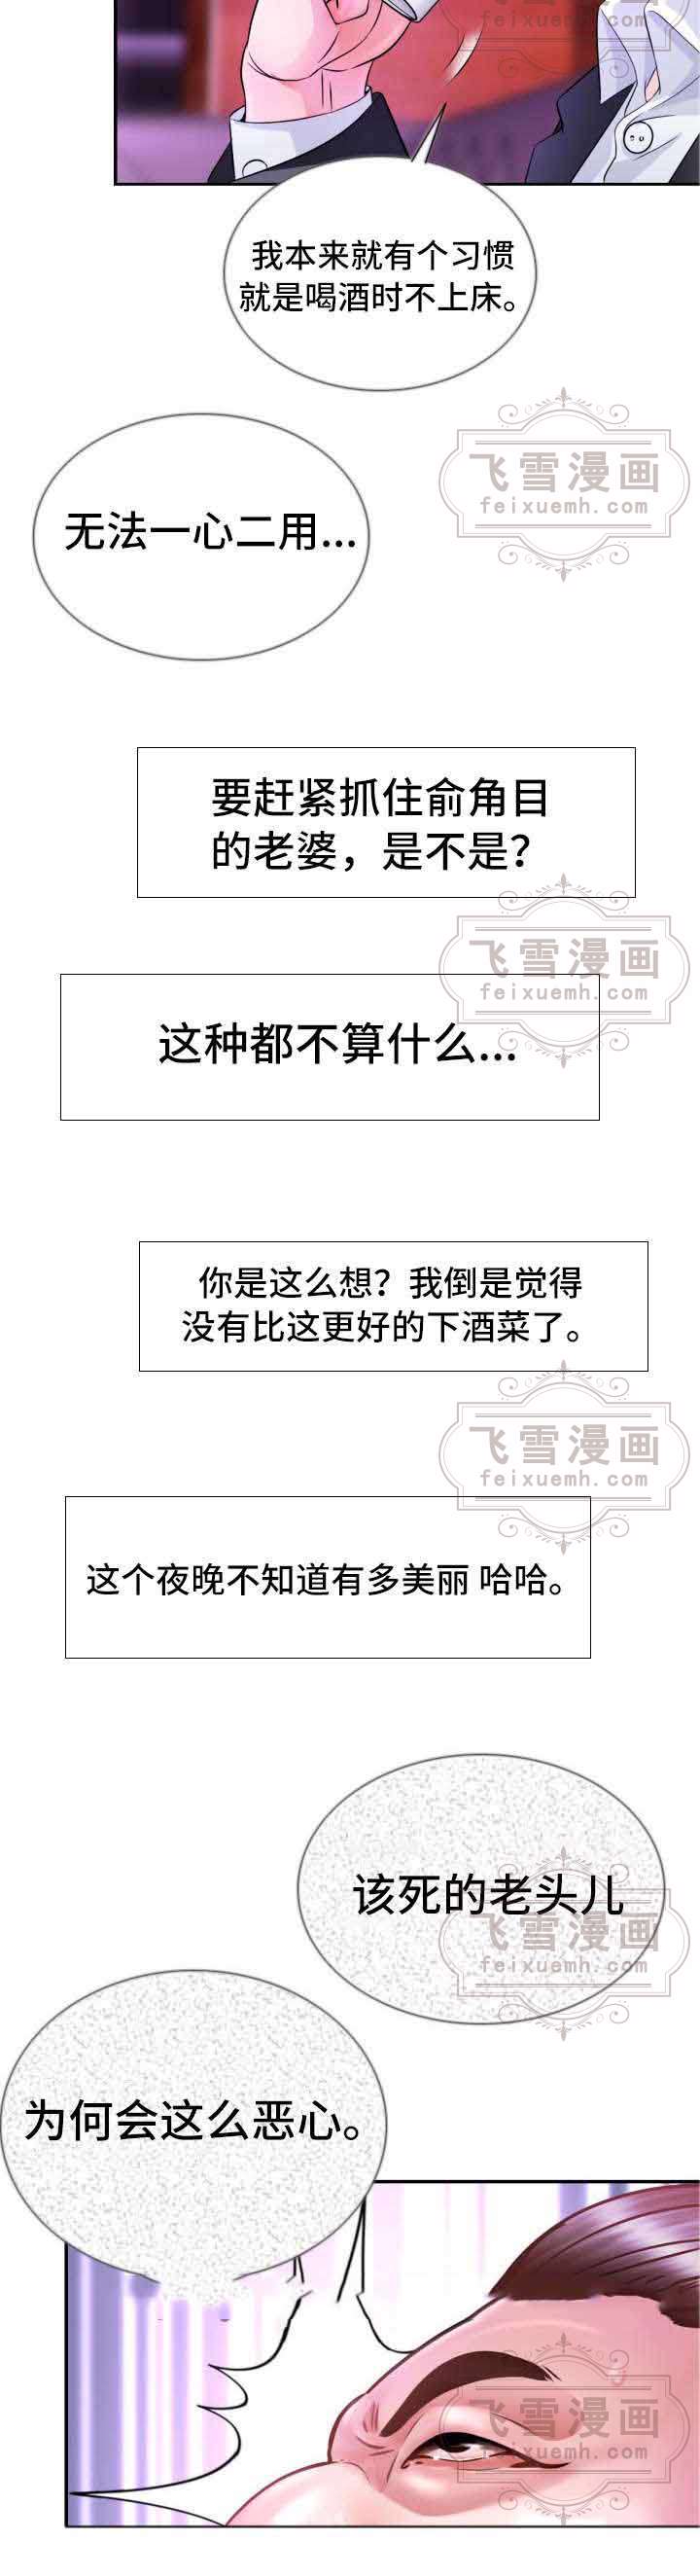 飞雪漫画
feixuemh.com
我本来就有个习惯
就是喝酒时不上床。
飞雪漫画
feixuemh.com
无法一心二用...
要赶紧抓住俞角目
的老婆，是不是？
飞雪漫画
feixuemh.com
这种都不算什么...
你是这么想？我倒是觉得
没有比这更好的下酒菜了。
飞雪漫画
feixuemh.com
这个夜晚不知道有多美丽 哈哈。
该死的老头儿
飞雪漫画
feixuemh.com
为何会这么恶心。
飞雪漫画
feixuemh.com